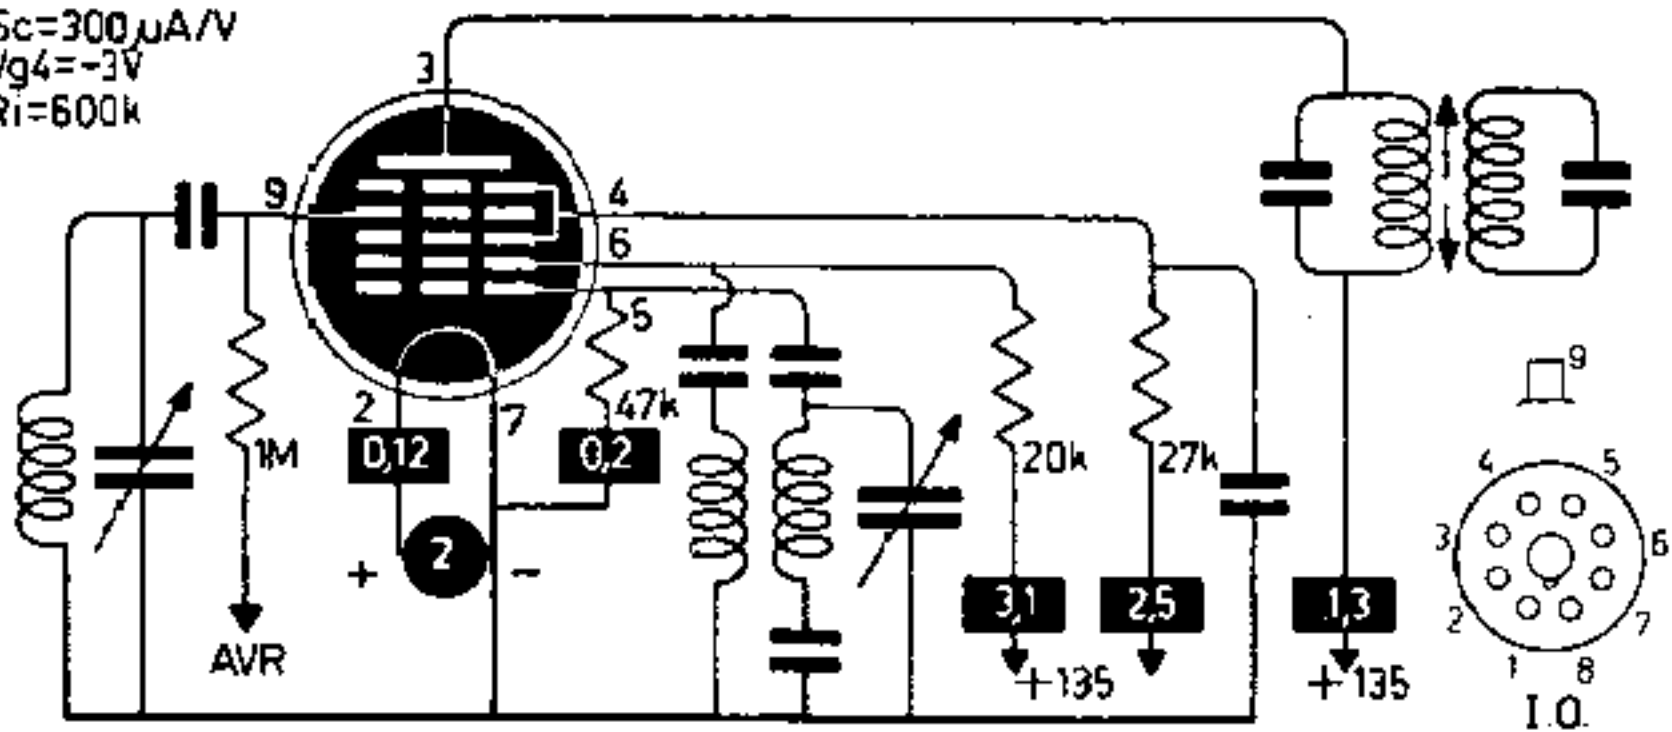 Sc=300µA/V
Vg4=-3V
Ri=600k
3
9
4
6
5
2
7
47k
1M
0,12
0,2
20k
27k
+ 2 -
AVR
3,1
2,5
1,3
+135
+135
9
4
5
3
6
2
7
1
8
I.O.